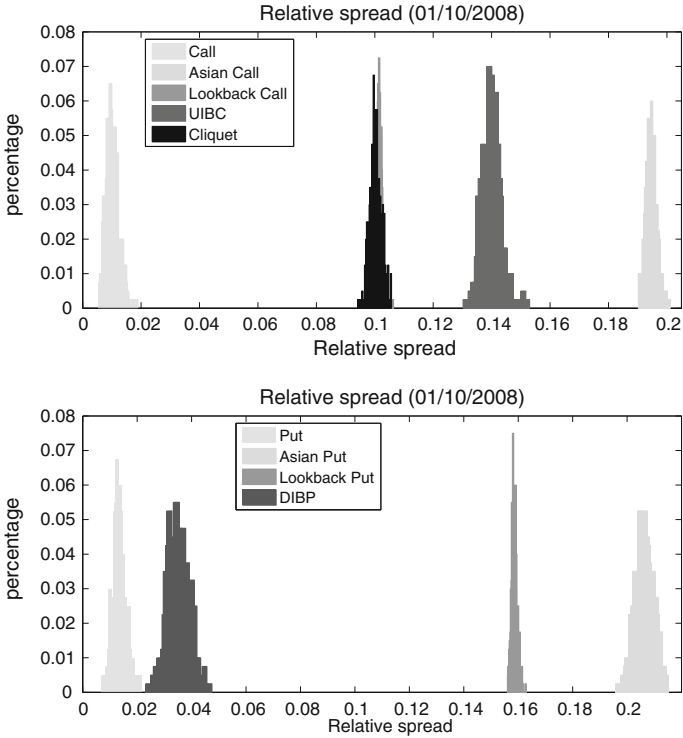 Relative spread (01/10/2008)
0.08
0.07
0.06
0.05
0.04
0.03
0.02
0.01
0
percentage
Call
Asian Call
Lookback Call
UIBC
Cliquet
0 0.02 0.04 0.06 0.08 0.1 0.12 0.14 0.16 0.18 0.2
Relative spread
Relative spread (01/10/2008)
0.08
0.07
0.06
0.05
0.04
0.03
0.02
0.01
0
percentage
Put
Asian Put
Lookback Put
DIBP
0 0.02 0.04 0.06 0.08 0.1 0.12 0.14 0.16 0.18 0.2
Relative spread